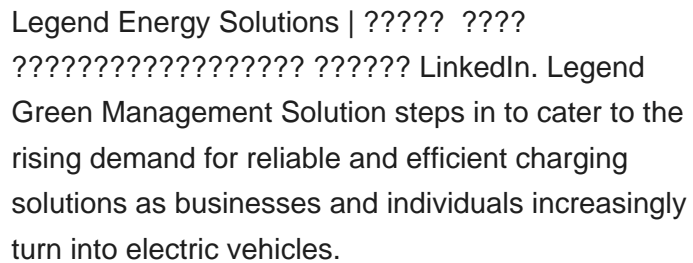 Legend Energy Solutions | ????? ????
?????????????????? ?????? LinkedIn. Legend
Green Management Solution steps in to cater to the
rising demand for reliable and efficient charging
solutions as businesses and individuals increasingly
turn into electric vehicles.